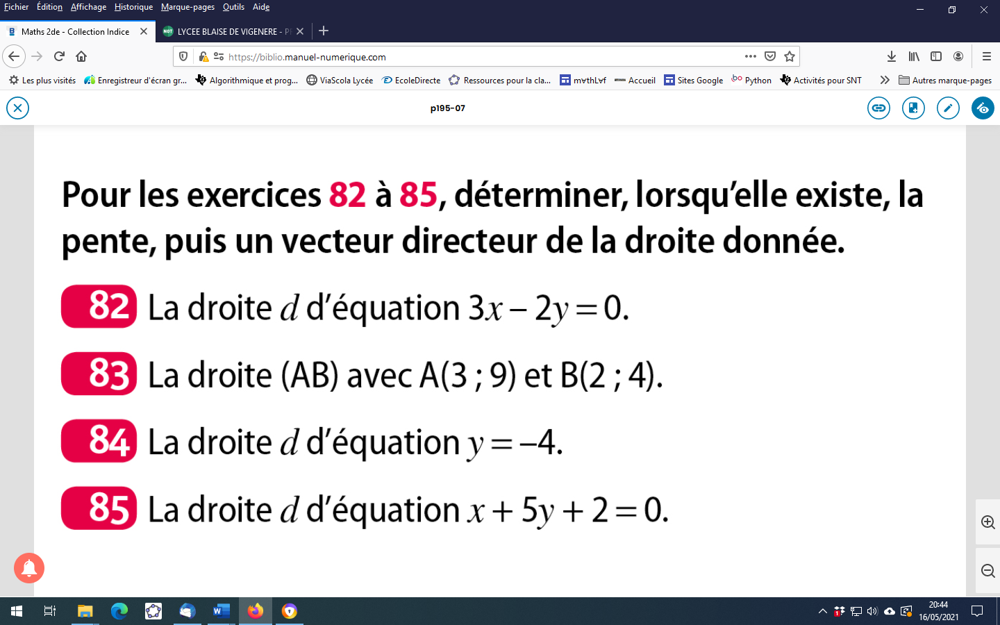 Fichier Édition Affichage Historique Marque-pages Outils Aide
Maths 2de - Collection Indice
LYCEE BLAISE DE VIGENERE - P
https://biblio.manuel-numerique.com
Les plus visités Enregistreur d'écran gr... Algorithmique et prog... ViaScola Lycée EcoleDirecte Ressources pour la cla... m∀thL∀f Accueil Sites Google Python Activités pour SNT Autres marque-pages
p195-07
Pour les exercices 82 à 85, déterminer, lorsqu'elle existe, la
pente, puis un vecteur directeur de la droite donnée.
82 La droite d d'équation 3x – 2y = 0.
83 La droite (AB) avec A(3 ; 9) et B(2 ; 4).
84 La droite d d'équation y = –4.
85 La droite d d'équation x + 5y + 2 = 0.
20:44
16/05/2021